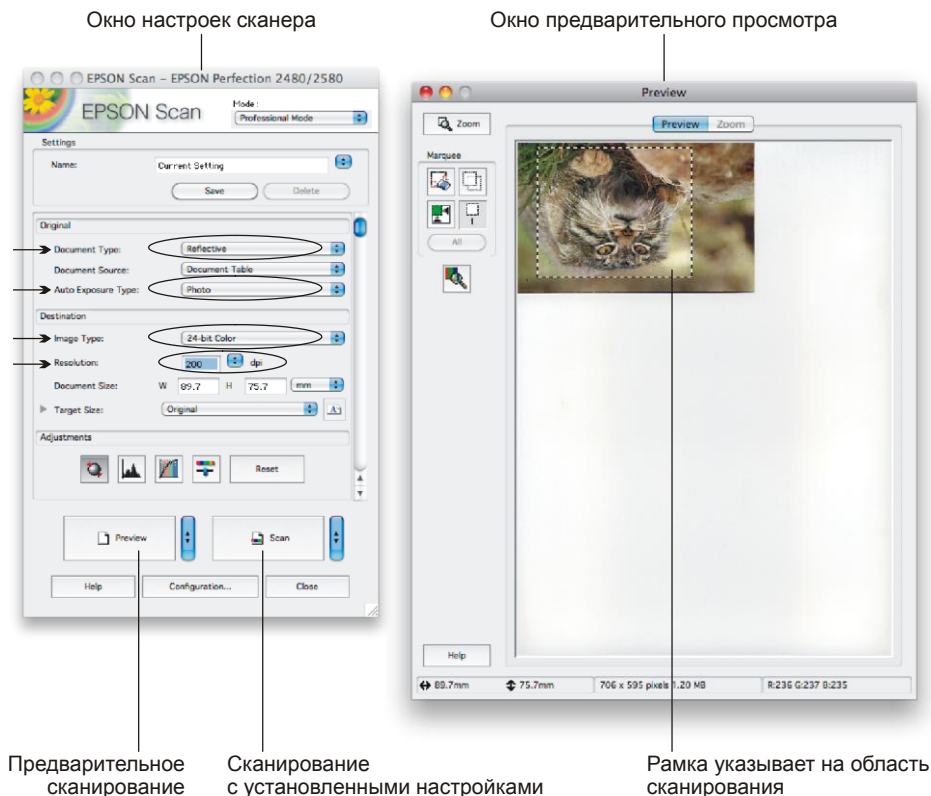 Окно настроек сканера
Окно предварительного просмотра
EPSON Scan – EPSON Perfection 2480/2580
EPSON Scan
Mode :
Professional Mode
Settings
Name:
Current Setting
Save
Delete
Original
Document Type:
Reflective
Document Source:
Document Table
Auto Exposure Type:
Photo
Destination
Image Type:
24-bit Color
Resolution:
200
dpi
Document Size:
W 89.7 H 75.7 mm
Target Size:
Original
Adjustments
Reset
Preview
Scan
Help
Configuration...
Close
Preview
Zoom
Preview
Zoom
Marquee
All
Help
89.7mm
75.7mm
706 x 595 pixels 1.20 MB
R:236 G:237 B:235
Предварительное
сканирование
Сканирование
с установленными настройками
Рамка указывает на область
сканирования